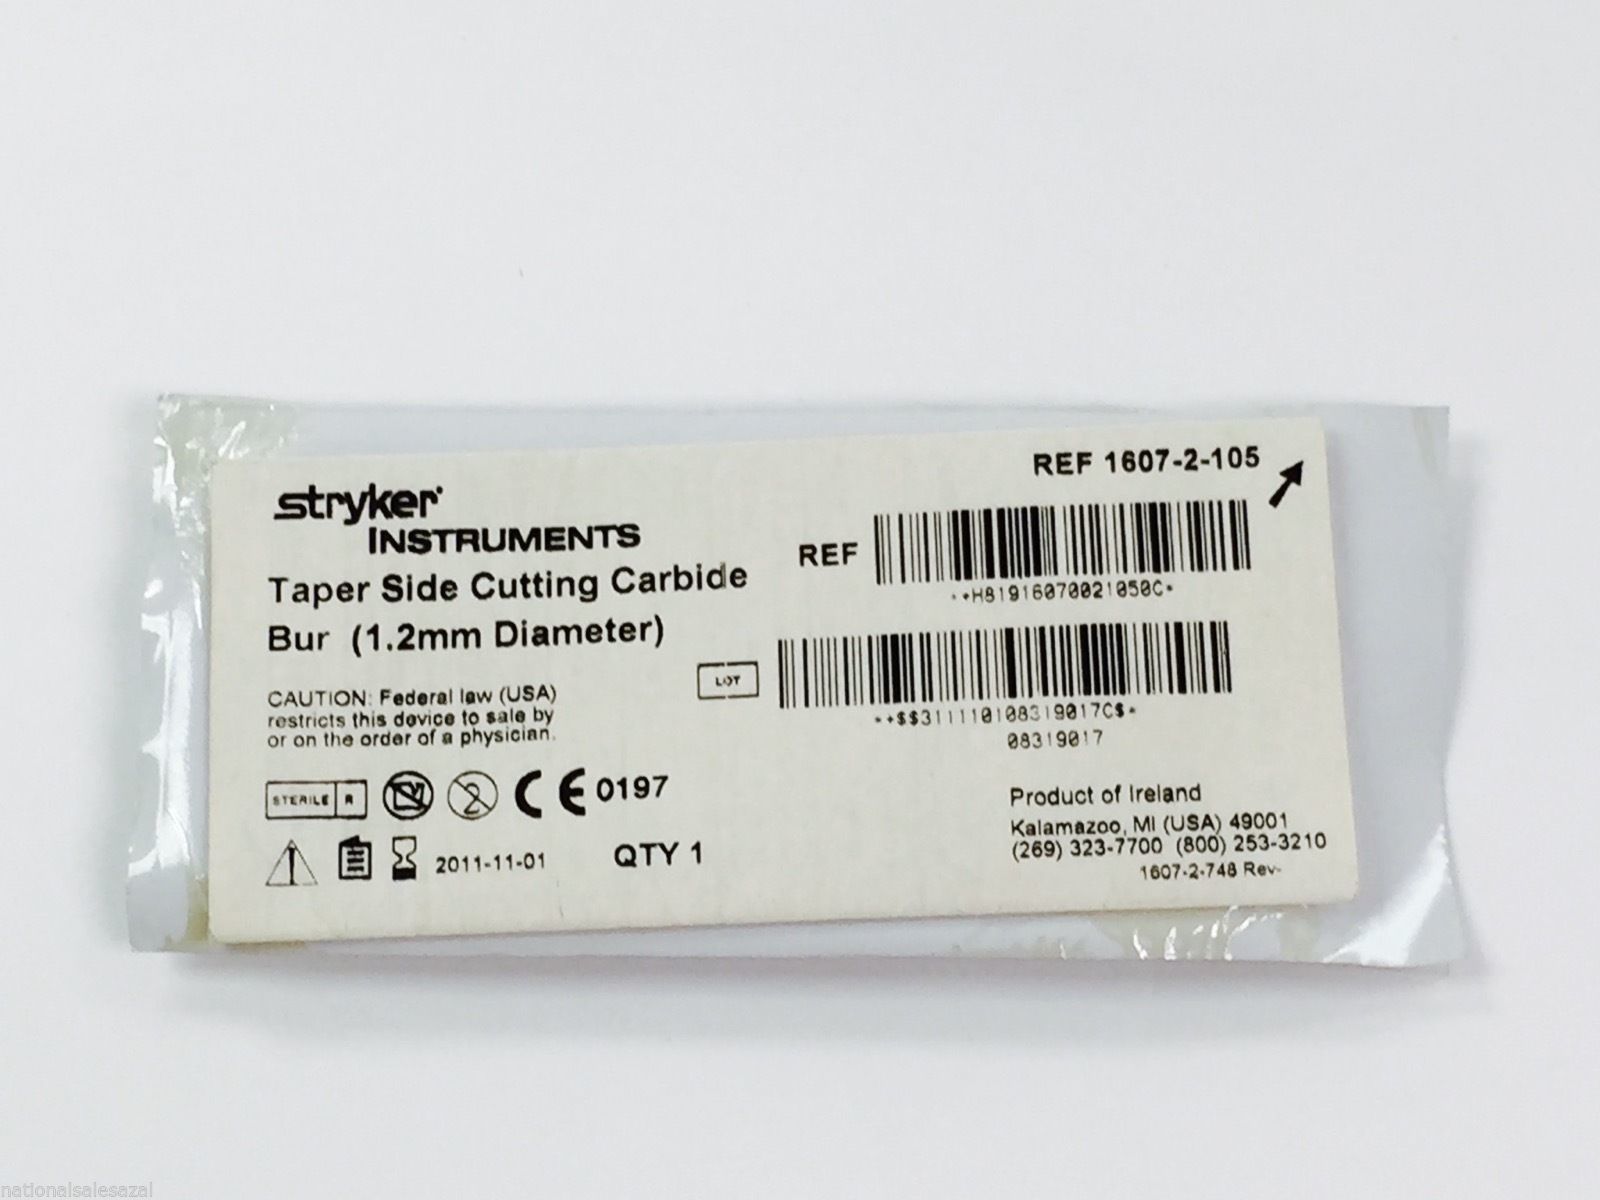 REF 1607-2-105
stryker
INSTRUMENTS
Taper Side Cutting Carbide
Bur (1.2mm Diameter)
REF
*+H81916070021050C*
LOT
*+$$311110108319017C$*
08319017
CAUTION: Federal law (USA)
restricts this device to sale by
or on the order of a physician.
STERILE R
2
CE 0197
2011-11-01
QTY 1
Product of Ireland
Kalamazoo, MI (USA) 49001
(269) 323-7700 (800) 253-3210
1607-2-748 Rev-
nationalsalesazal